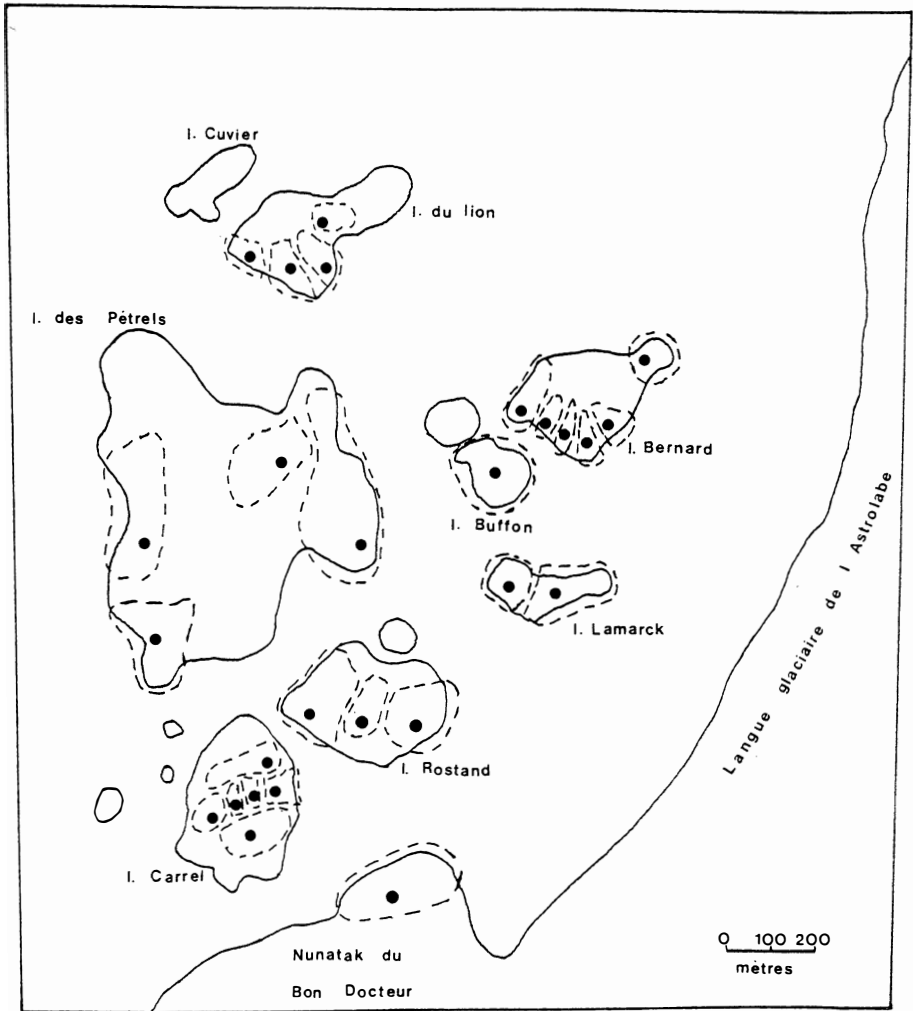 I. Cuvier
I. du lion
I. des Pétrels
I. Bernard
I. Buffon
I. Lamarck
Langue glaciaire de l Astrolabe
I. Rostand
I. Carrel
0 100 200
mètres
Nunatak du
Bon Docteur